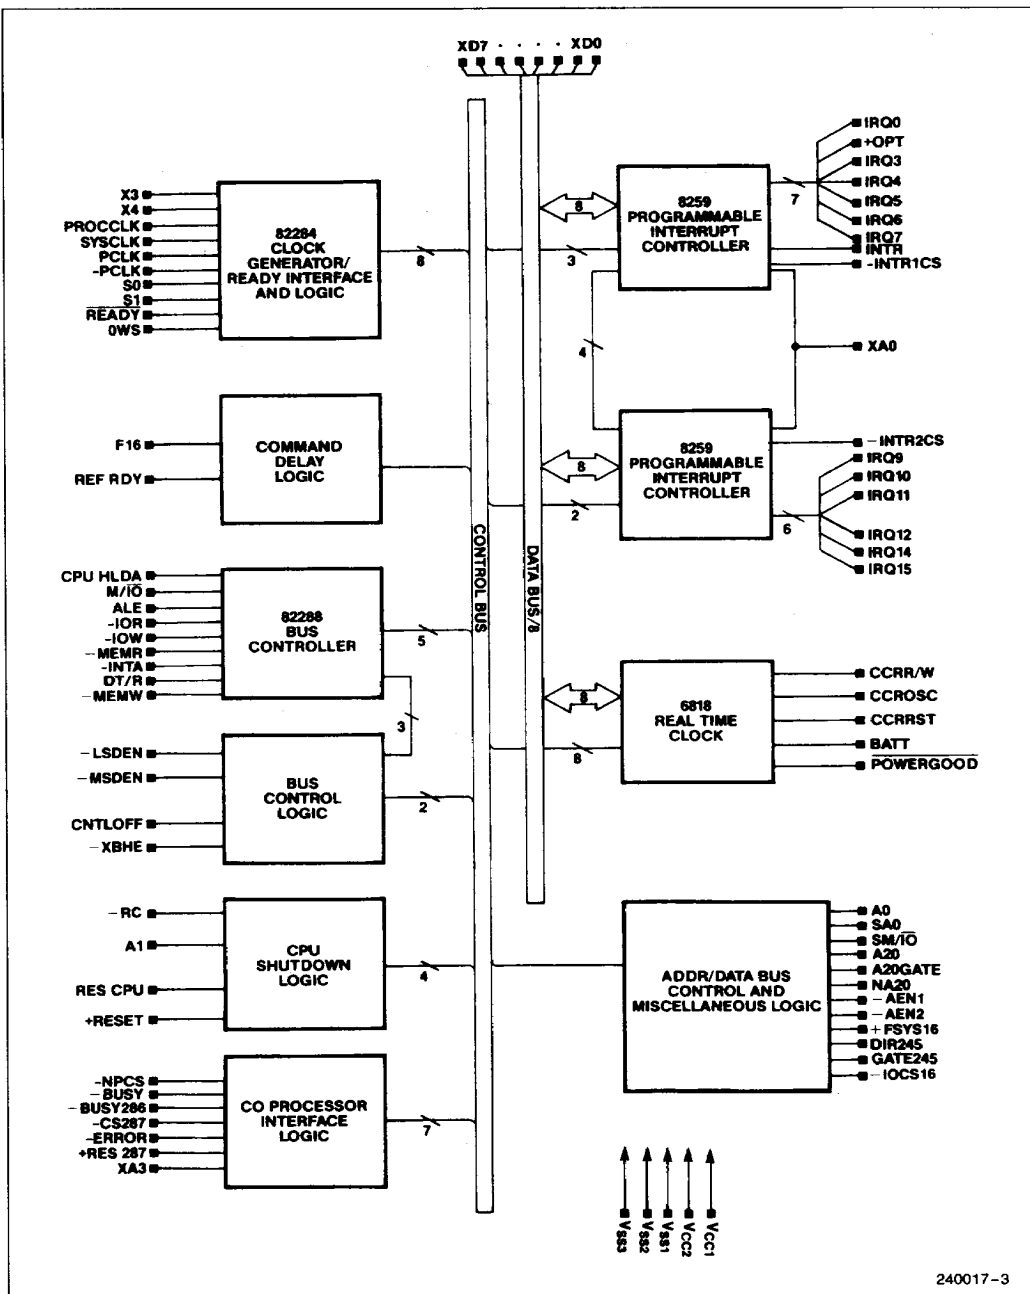 XD7 · · · · XD0
X3
X4
PROCCLK
SYSCLK
PCLK
-PCLK
S0
S1
R̅E̅A̅D̅Y̅
0WS
82284
CLOCK
GENERATOR/
READY INTERFACE
AND LOGIC
8
F16
REF RDY
COMMAND
DELAY
LOGIC
CPU HLDA
M/I̅O̅
ALE
-IOR
-IOW
-MEMR
-INTA
DT/R
-MEMW
82288
BUS
CONTROLLER
5
3
-LSDEN
-MSDEN
CNTLOFF
-XBHE
BUS
CONTROL
LOGIC
2
-RC
A1
RES CPU
+RESET
CPU
SHUTDOWN
LOGIC
4
-NPCS
-BUSY
-BUSY286
-CS287
-ERROR
+RES 287
XA3
CO PROCESSOR
INTERFACE
LOGIC
7
CONTROL BUS
DATA BUS/8
8
3
8259
PROGRAMMABLE
INTERRUPT
CONTROLLER
7
IRQ0
+OPT
IRQ3
IRQ4
IRQ5
IRQ6
IRQ7
INTR
-INTR1CS
4
XA0
8
2
8259
PROGRAMMABLE
INTERRUPT
CONTROLLER
6
-INTR2CS
IRQ9
IRQ10
IRQ11
IRQ12
IRQ14
IRQ15
8
8
6818
REAL TIME
CLOCK
CCRR/W
CCROSC
CCRRST
BATT
P̅O̅W̅E̅R̅G̅O̅O̅D̅
ADDR/DATA BUS
CONTROL AND
MISCELLANEOUS LOGIC
A0
SA0
SM/I̅O̅
A20
A20GATE
NA20
-AEN1
-AEN2
+FSYS16
DIR245
GATE245
-IOCS16
VSS3
VSS2
VSS1
VCC2
VCC1
240017-3